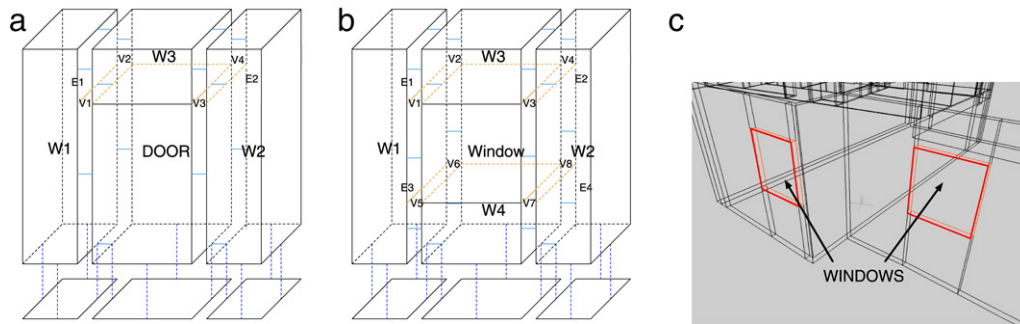 a
V2
W3
V4
E1
E2
V1
V3
W1
DOOR
W2
b
V2
W3
V4
E1
E2
V1
V3
W1
V6
Window
V8
W2
E3
E4
V5
V7
W4
c
WINDOWS